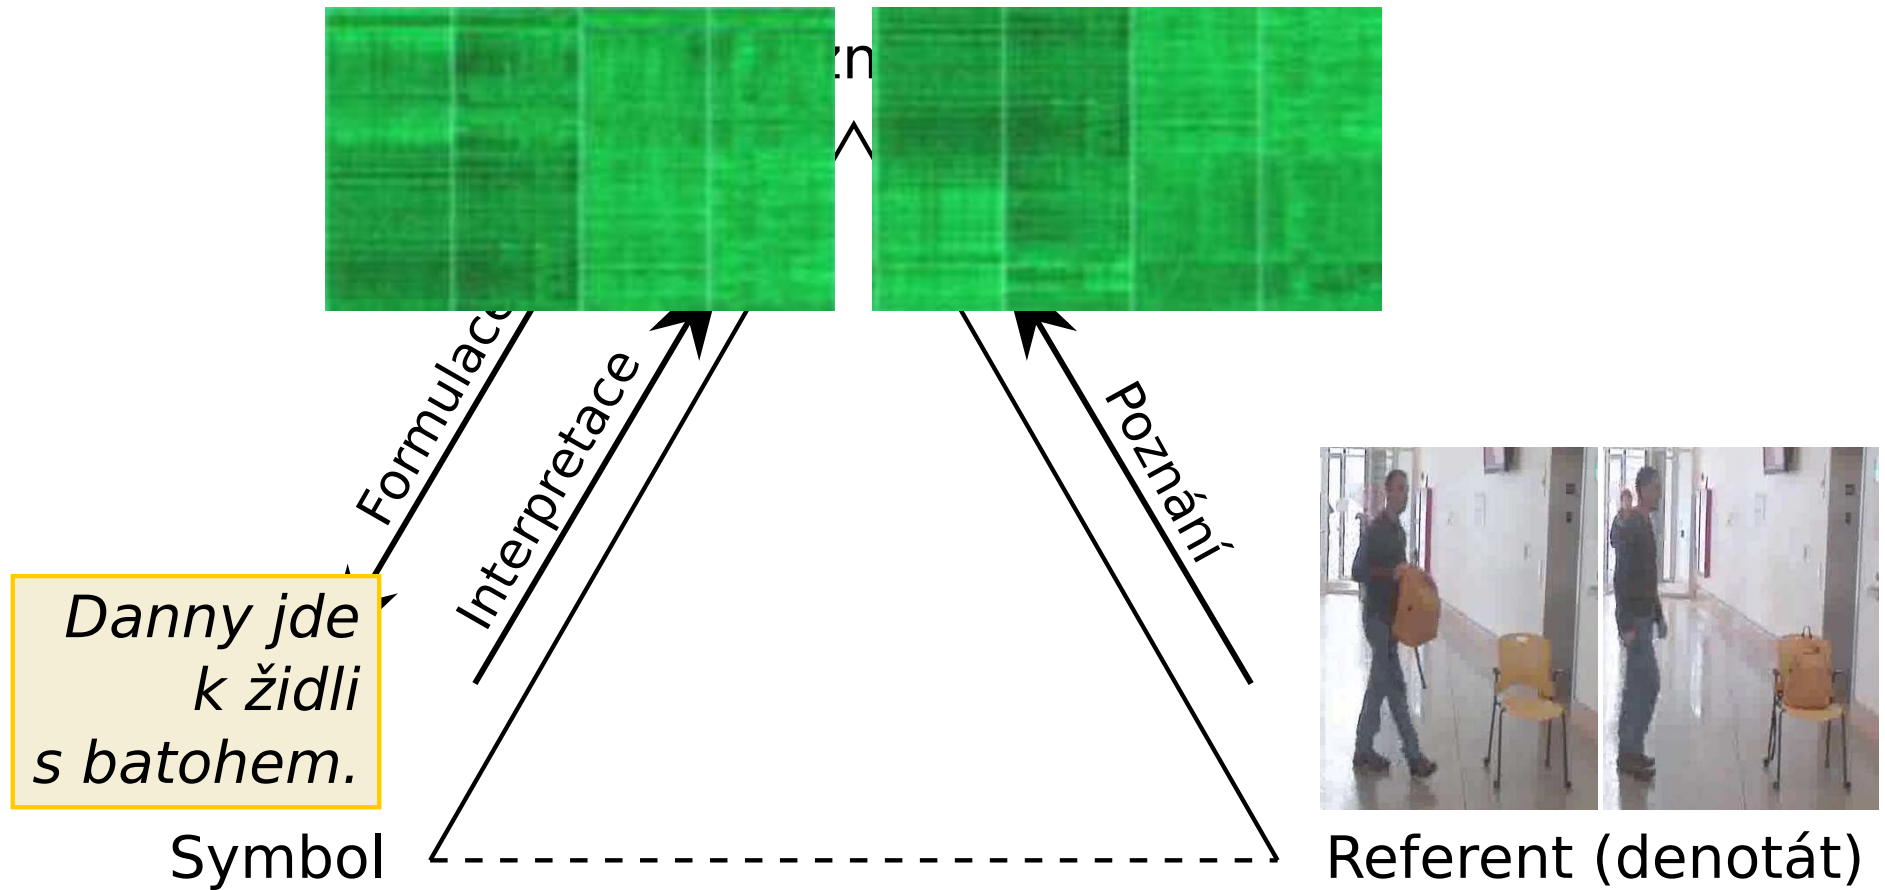 Formulace
Interpretace
Poznání
Danny jde
k židli
s batohem.
Symbol
Referent (denotát)